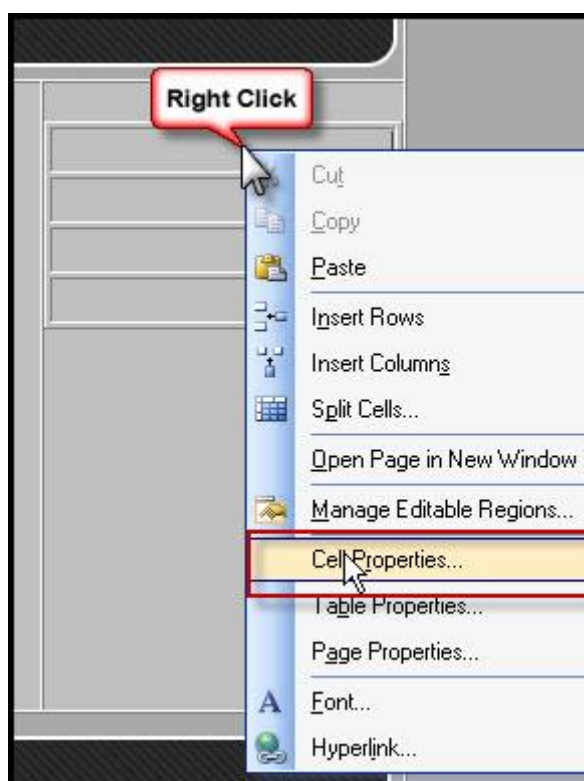 Right Click
Cut
Copy
Paste
Insert Rows
Insert Columns
Split Cells...
Open Page in New Window
Manage Editable Regions...
Cell Properties...
Table Properties...
Page Properties...
Font...
Hyperlink...